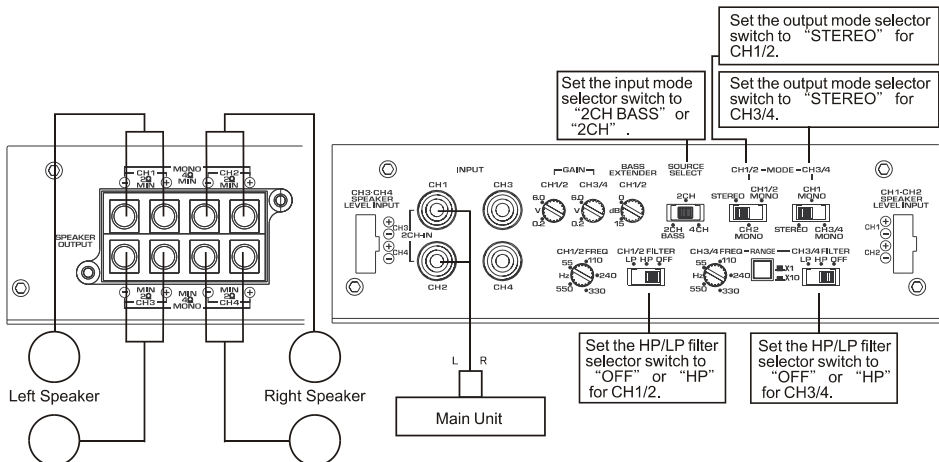 Set the output mode selector
switch to “STEREO” for
CH1/2.
Set the input mode
selector switch to
“2CH BASS” or
“2CH” .
Set the output mode selector
switch to “STEREO” for
CH3/4.
MONO
4Ω
MIN
CH1
2Ω
MIN
CH2
2Ω
MIN
SPEAKER
OUTPUT
MIN
2Ω
CH3
MIN
4Ω
MONO
MIN
2Ω
CH4
CH3·CH4
SPEAKER
LEVEL INPUT
CH3
CH4
INPUT
CH1
CH3
2CH-IN
CH2
CH4
GAIN
CH1/2 CH3/4
6.0
V
0.2
6.0
V
0.2
BASS
EXTENDER
CH1/2
0
dB
15
SOURCE
SELECT
2CH
2CH 4CH
BASS
CH1/2 –MODE– CH3/4
STEREO CH1/2
MONO
CH2
MONO
CH1
MONO
STEREO CH3/4
MONO
CH1·CH2
SPEAKER
LEVEL INPUT
CH1
CH2
CH1/2 FREQ
55 110
Hz 240
550 330
CH1/2 FILTER
LP HP OFF
CH3/4 FREQ
55 110
Hz 240
550 330
RANGE
X1
X10
CH3/4 FILTER
LP HP OFF
Set the HP/LP filter
selector switch to
“OFF” or “HP”
for CH1/2.
Set the HP/LP filter
selector switch to
“OFF” or “HP”
for CH3/4.
L R
Left Speaker
Right Speaker
Main Unit